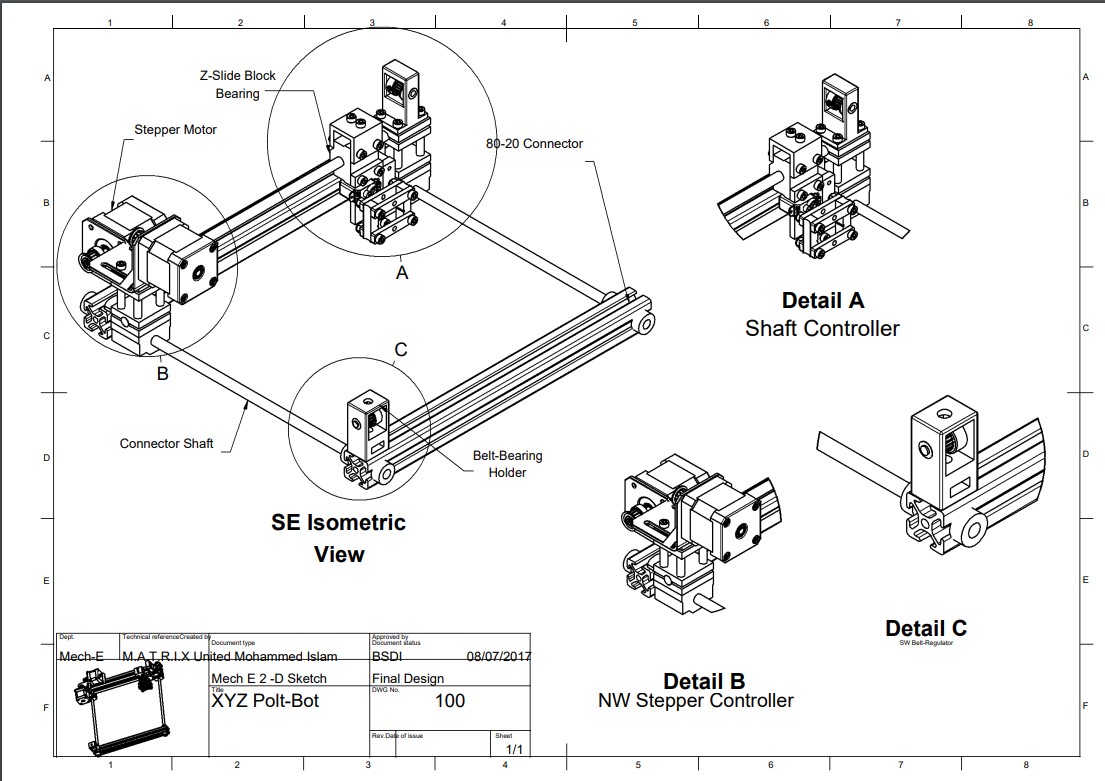 1 2 3 4 5 6 7 8
A A
Z-Slide Block
Bearing
Stepper Motor
80-20 Connector
B B
A
Detail A
Shaft Controller
C C
C
B
Connector Shaft
Belt-Bearing
Holder
D D
SE Isometric
View
E E
Detail C
SW Belt-Regulator
Detail B
NW Stepper Controller
Dept. Technical reference Created by Document type Approved by
Document status
Mech-E M.A.T.R.I.X United Mohammed Islam BSDI 08/07/2017
Mech E 2 -D Sketch Final Design
Title DWG No.
XYZ Polt-Bot 100
F F
Rev. Date of issue Sheet
1/1
1 2 3 4 5 6 7 8